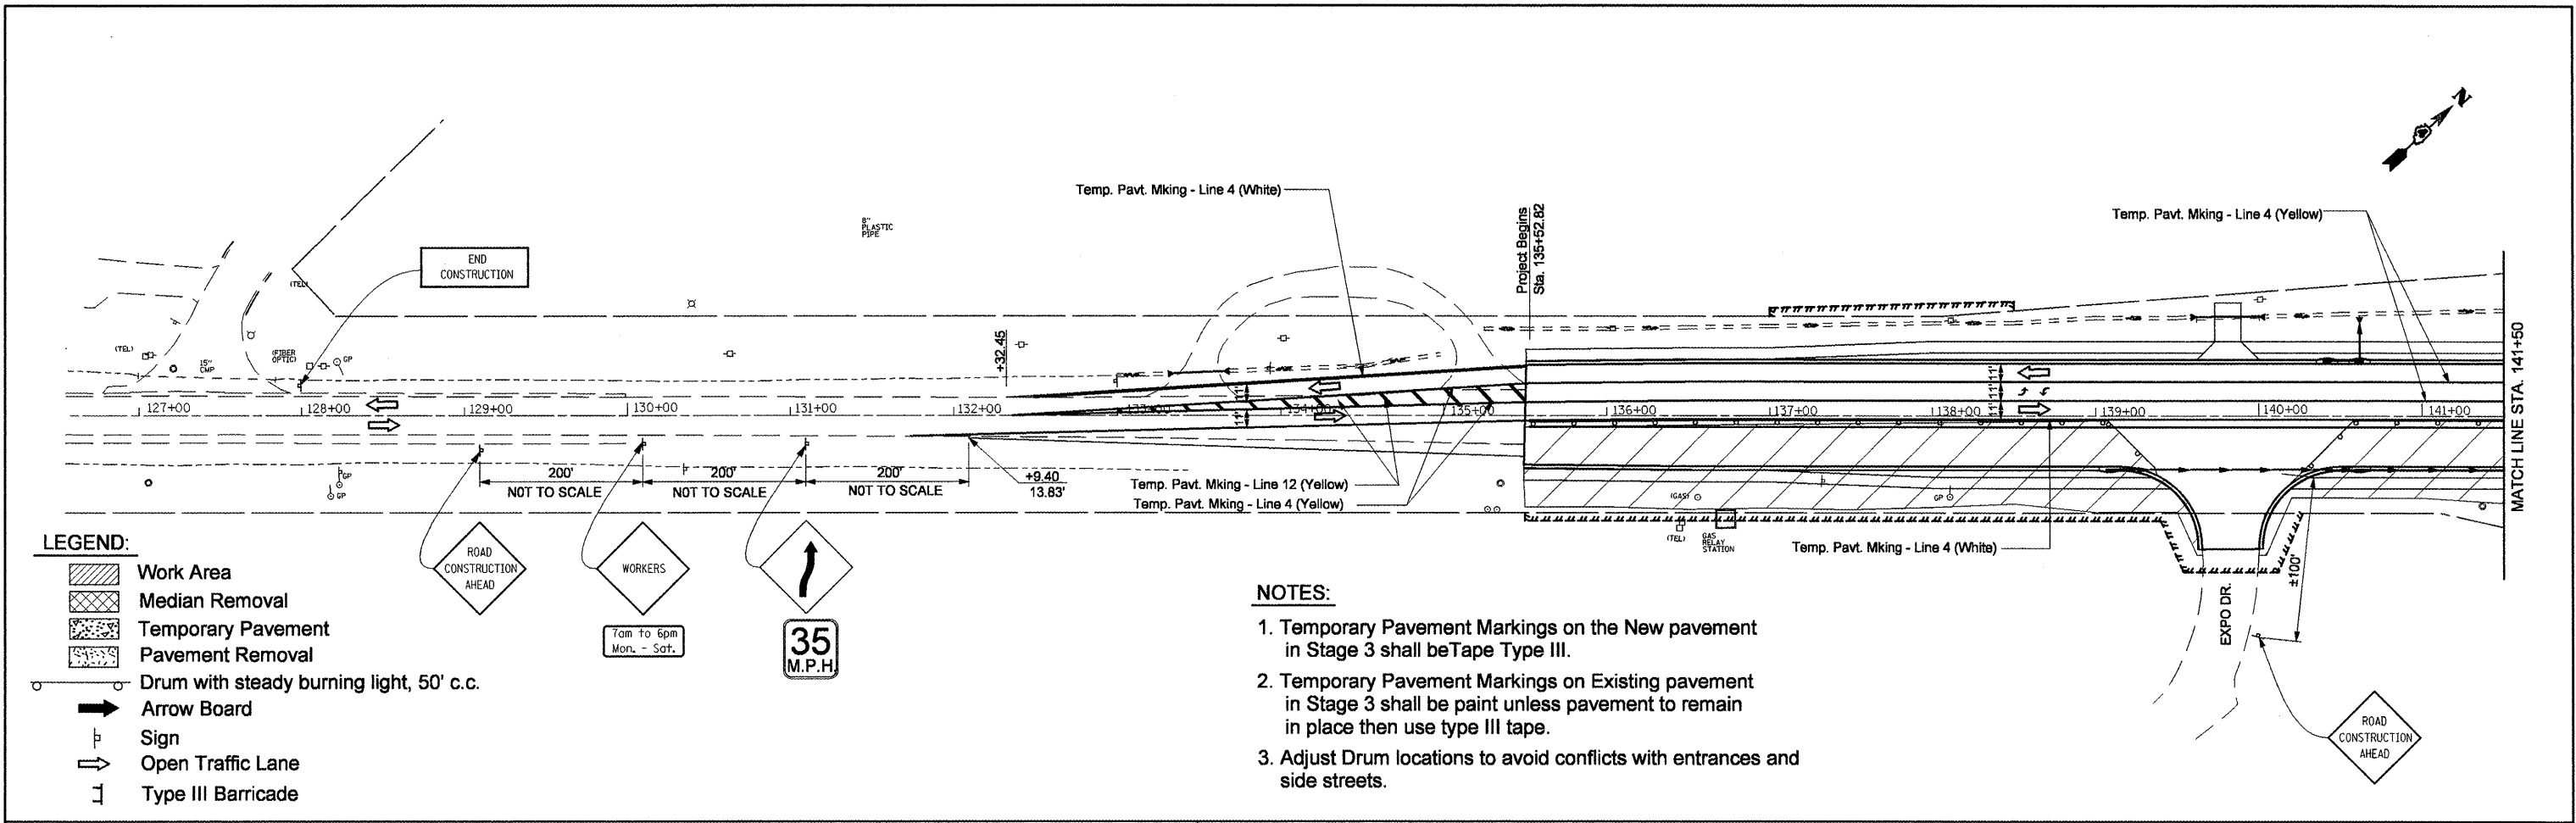 N
Temp. Pavt. Mking - Line 4 (White)
8"
PLASTIC
PIPE
Project Begins
Sta. 135+52.82
Temp. Pavt. Mking - Line 4 (Yellow)
END
CONSTRUCTION
(TEL)
(TEL)
15"
CMP
(FIBER
OPTIC)
GP
+32.45
11'
11'
11'
11'
11'
127+00
128+00
129+00
130+00
131+00
132+00
133+00
134+00
135+00
136+00
137+00
138+00
139+00
140+00
141+00
MATCH LINE STA. 141+50
GP
GP
200'
NOT TO SCALE
200'
NOT TO SCALE
200'
NOT TO SCALE
+9.40
13.83'
Temp. Pavt. Mking - Line 12 (Yellow)
Temp. Pavt. Mking - Line 4 (Yellow)
(GAS)
GP
(TEL)
GAS
RELAY
STATION
Temp. Pavt. Mking - Line 4 (White)
EXPO DR.
±100'
ROAD
CONSTRUCTION
AHEAD
WORKERS
7am to 6pm
Mon. - Sat.
35
M.P.H.
ROAD
CONSTRUCTION
AHEAD
LEGEND:
Work Area
Median Removal
Temporary Pavement
Pavement Removal
Drum with steady burning light, 50' c.c.
Arrow Board
Sign
Open Traffic Lane
Type III Barricade
NOTES:
1. Temporary Pavement Markings on the New pavement
in Stage 3 shall beTape Type III.
2. Temporary Pavement Markings on Existing pavement
in Stage 3 shall be paint unless pavement to remain
in place then use type III tape.
3. Adjust Drum locations to avoid conflicts with entrances and
side streets.